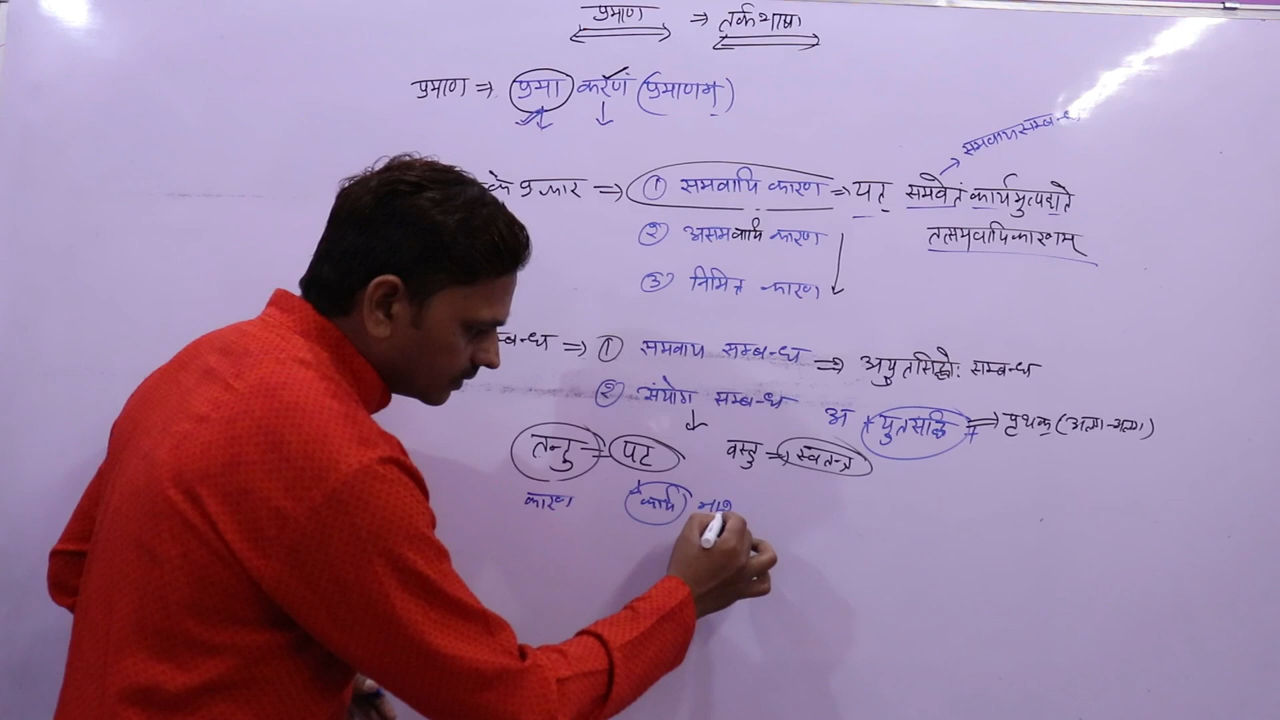 प्रमाण ⇒ तर्कभाषा
प्रमाण ⇒ प्रमा करणं (प्रमाणम्)
समवाय सम्बन्ध
के प्रकार ⇒ ① समवायि कारण ⇒ यत् समवेतं कार्यमुत्पद्यते
② असमवायि कारण तत्समवायिकारणम्
③ निमित्त कारण
म्बन्ध ⇒ ① समवाय सम्बन्ध ⇒ अयुतसिद्धयोः सम्बन्ध
② संयोग सम्बन्ध
अ + युतसिद्धि + ⇒ पृथक् (अलग-अलग)
तन्तु = पट वस्तु ⇒ स्वतन्त्र
कारण कार्य